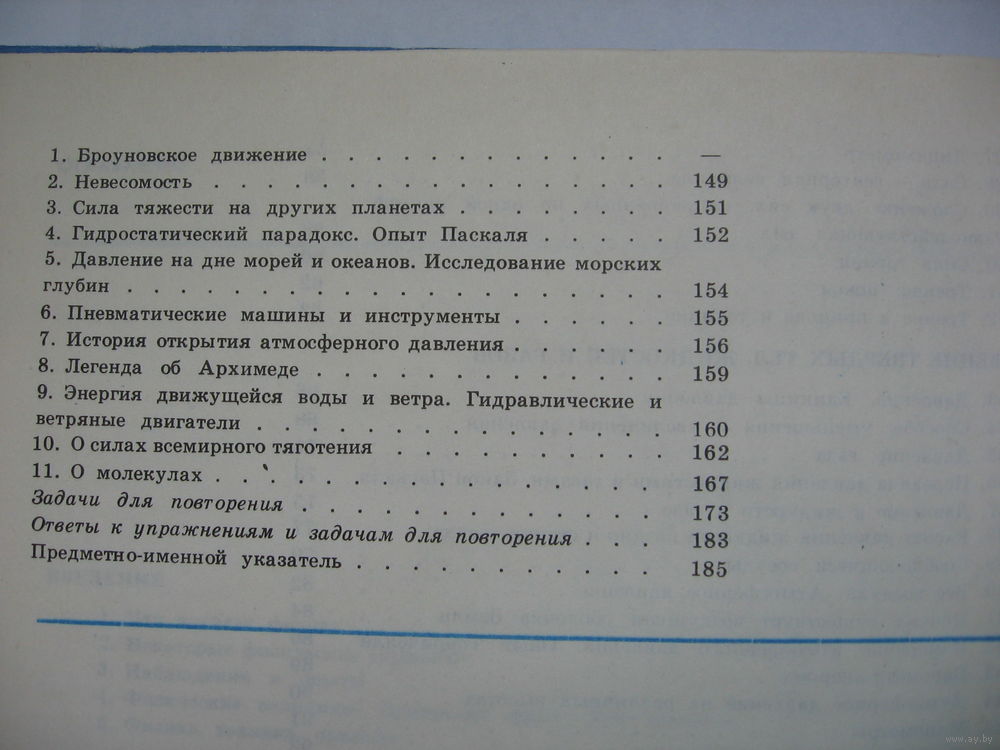 1. Броуновское движение . . . . . . . . . . . . . —
2. Невесомость . . . . . . . . . . . . . . . . . 149
3. Сила тяжести на других планетах . . . . . . . . 151
4. Гидростатический парадокс. Опыт Паскаля . . . . . 152
5. Давление на дне морей и океанов. Исследование морских
глубин . . . . . . . . . . . . . . . . . . . . 154
6. Пневматические машины и инструменты . . . . . . 155
7. История открытия атмосферного давления . . . . . . 156
8. Легенда об Архимеде . . . . . . . . . . . . . 159
9. Энергия движущейся воды и ветра. Гидравлические и
ветряные двигатели . . . . . . . . . . . . . . . 160
10. О силах всемирного тяготения . . . . . . . . . . 162
11. О молекулах . . . . . . . . . . . . . . . . . 167
Задачи для повторения . . . . . . . . . . . . . . 173
Ответы к упражнениям и задачам для повторения . . . 183
Предметно-именной указатель . . . . . . . . . . . 185
www.ay.by